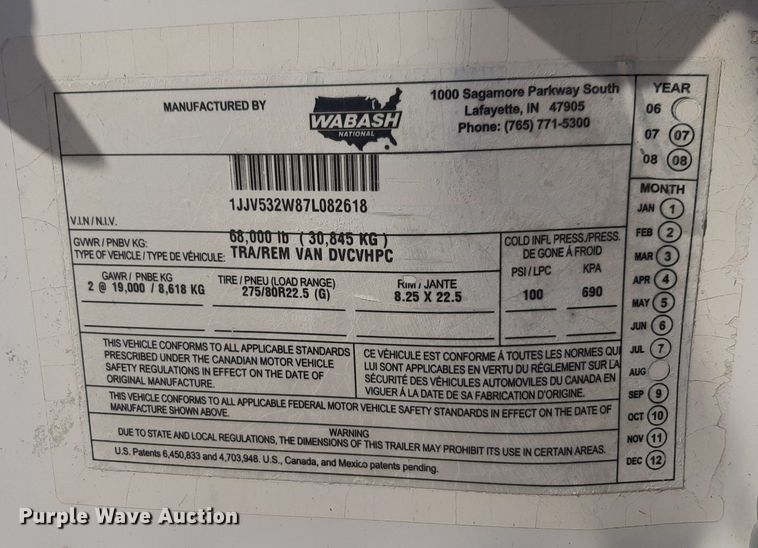 MANUFACTURED BY
WABASH
NATIONAL
1000 Sagamore Parkway South
Lafayette, IN 47905
Phone: (765) 771-5300
YEAR
06
07 07
08 08
MONTH
JAN 1
FEB 2
MAR 3
APR 4
MAY 5
JUN 6
JUL 7
AUG
SEP 9
OCT 10
NOV 11
DEC 12
1JJV532W87L082618
V.I.N / N.I.V.
GVWR / PNBV KG: 68,000 lb ( 30,845 KG )
TYPE OF VEHICLE / TYPE DE VÉHICULE: TRA/REM VAN DVCVHPC
COLD INFL PRESS./PRESS.
DE GONE Á FROID
PSI / LPC KPA
100 690
GAWR / PNBE KG
2 @ 19,000 / 8,618 KG
TIRE / PNEU (LOAD RANGE)
275/80R22.5 (G)
RIM / JANTE
8.25 X 22.5
THIS VEHICLE CONFORMS TO ALL APPLICABLE STANDARDS
PRESCRIBED UNDER THE CANADIAN MOTOR VEHICLE
SAFETY REGULATIONS IN EFFECT ON THE DATE OF
ORIGINAL MANUFACTURE.
CE VÉHICULE EST CONFORME Á TOUTES LES NORMES QUI
LUI SONT APPLICABLES EN VERTU DU RÈGLEMENT SUR LA
SÉCURITÉ DES VÉHICULES AUTOMOVILES DU CANADA EN
VIGUER Á LA DATE DE SA FABRICATION D'ORIGINE.
THIS VEHICLE CONFORMS TO ALL APPLICABLE FEDERAL MOTOR VEHICLE SAFETY STANDARDS IN EFFECT ON THE DATE OF
MANUFACTURE SHOWN ABOVE.
WARNING
DUE TO STATE AND LOCAL REGULATIONS, THE DIMENSIONS OF THIS TRAILER MAY PROHIBIT ITS USE IN CERTAIN AREAS.
U.S. Patents 6,450,833 and 4,703,948. U.S., Canada, and Mexico patents pending.
Purple Wave Auction